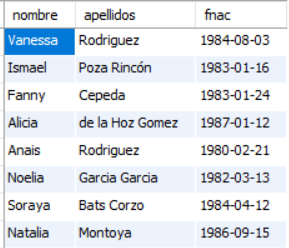 nombre apellidos fnac
Vanessa Rodriguez 1984-08-03
Ismael Poza Rincón 1983-01-16
Fanny Cepeda 1983-01-24
Alicia de la Hoz Gomez 1987-01-12
Anais Rodriguez 1980-02-21
Noelia Garcia Garcia 1982-03-13
Soraya Bats Corzo 1984-04-12
Natalia Montoya 1986-09-15